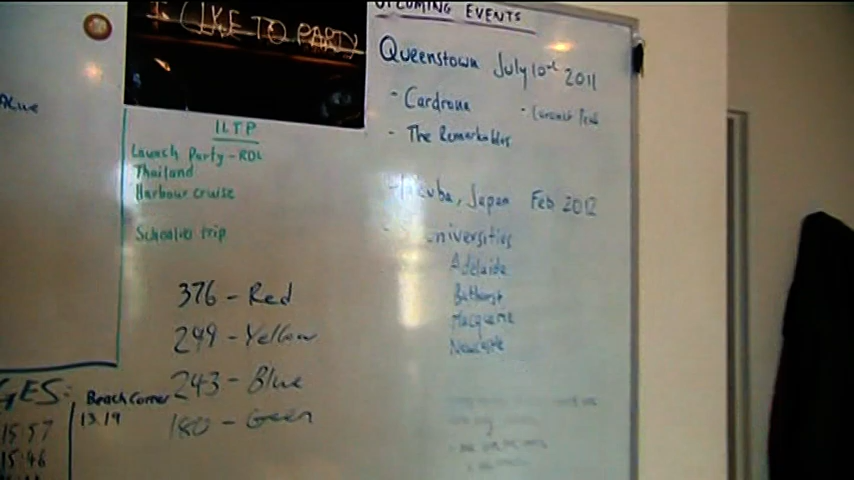 I LIKE TO PARTY
UPCOMING EVENTS
Queenstown July 10th 2011
- Cardrona
- Coronet Peak
- The Remarkables
Japan Feb 2012
Universities
Adelaide
Bathurst
Macquarie
Newcastle
ILTP
Launch Party - RDL
Thailand
Harbour cruise
Schoolies trip
376 - Red
299 - Yellow
243 - Blue
180 - Green
GES:
Beach Corner
13.19
15:57
15:46